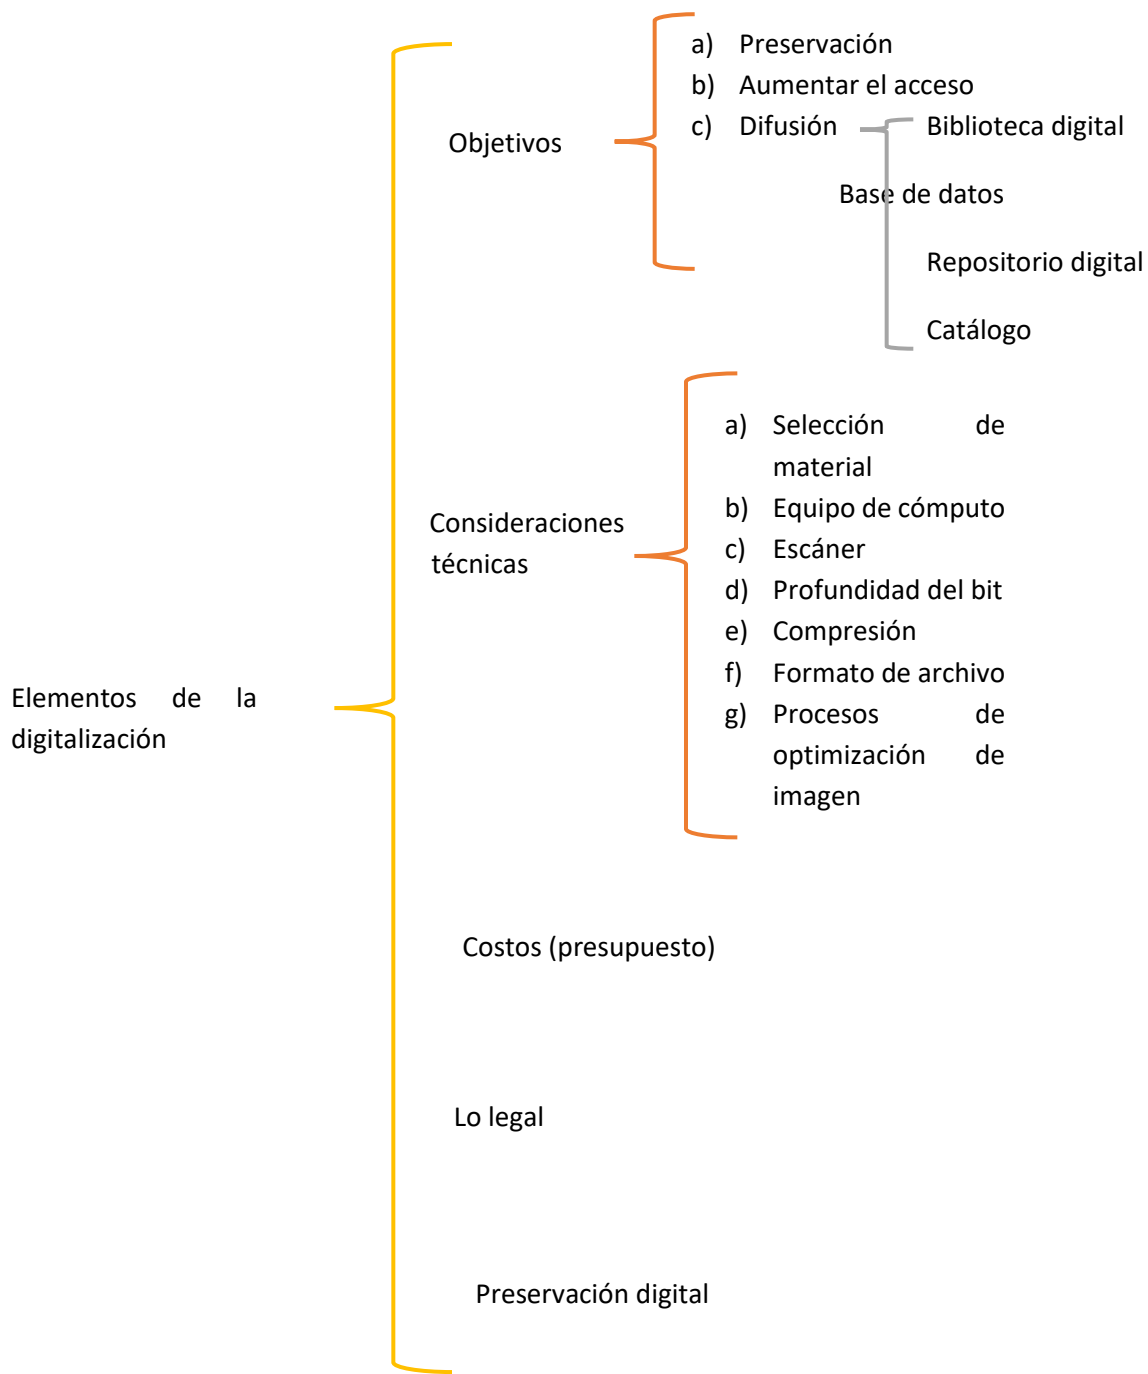 a) Preservación
b) Aumentar el acceso
c) Difusión
Biblioteca digital
Base de datos
Repositorio digital
Catálogo
Objetivos
a) Selección de
material
b) Equipo de cómputo
c) Escáner
d) Profundidad del bit
e) Compresión
f) Formato de archivo
g) Procesos de
optimización de
imagen
Consideraciones
técnicas
Elementos de la
digitalización
Costos (presupuesto)
Lo legal
Preservación digital